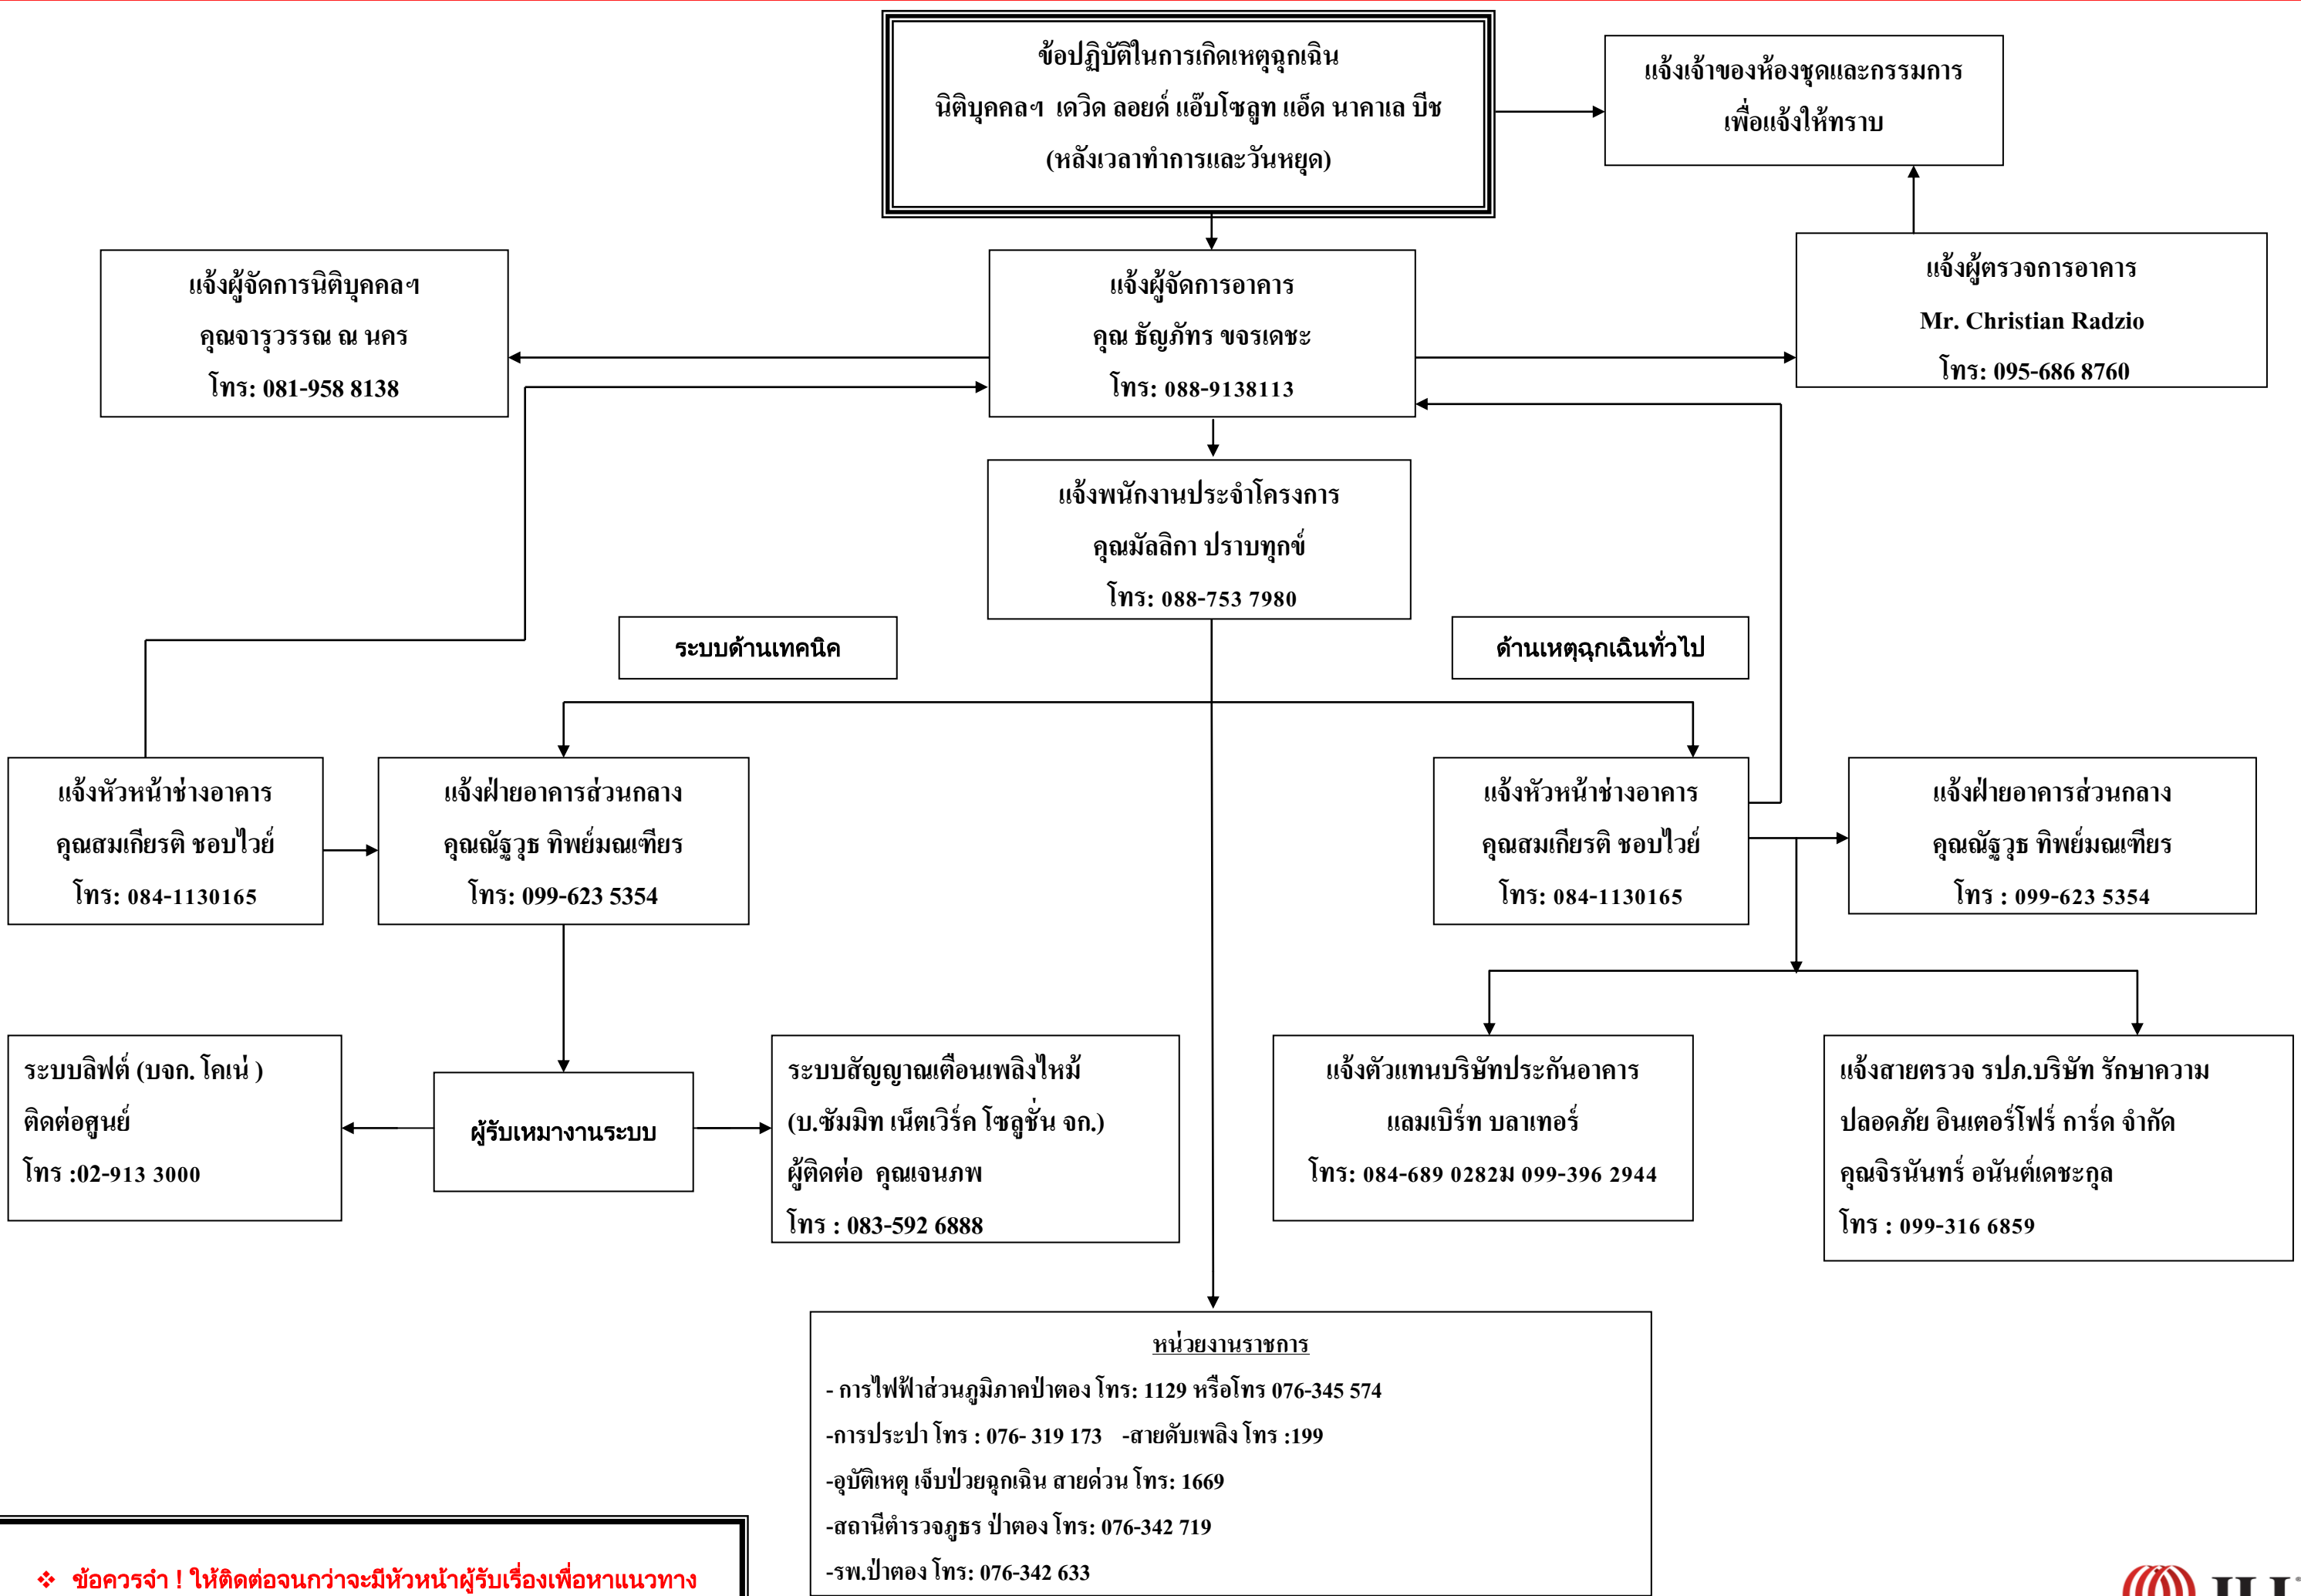 ข้อปฏิบัติในการเกิดเหตุฉุกเฉิน
นิติบุคคลฯ เดวิด ลอยด์ แอ๊บโซลูท แอ็ด นาคาเล บีช
(หลังเวลาทำการและวันหยุด)
แจ้งเจ้าของห้องชุดและกรรมการ
เพื่อแจ้งให้ทราบ
แจ้งผู้จัดการนิติบุคคลฯ
คุณจารุวรรณ ณ นคร
โทร: 081-958 8138
แจ้งผู้จัดการอาคาร
คุณ ธัญภัทร ขจรเดชะ
โทร: 088-9138113
แจ้งผู้ตรวจการอาคาร
Mr. Christian Radzio
โทร: 095-686 8760
แจ้งพนักงานประจำโครงการ
คุณมัลลิกา ปราบทุกข์
โทร: 088-753 7980
ระบบด้านเทคนิค
ด้านเหตุฉุกเฉินทั่วไป
แจ้งหัวหน้าช่างอาคาร
คุณสมเกียรติ ชอบไวย์
โทร: 084-1130165
แจ้งฝ่ายอาคารส่วนกลาง
คุณณัฐวุธ ทิพย์มณเฑียร
โทร: 099-623 5354
แจ้งหัวหน้าช่างอาคาร
คุณสมเกียรติ ชอบไวย์
โทร: 084-1130165
แจ้งฝ่ายอาคารส่วนกลาง
คุณณัฐวุธ ทิพย์มณเฑียร
โทร : 099-623 5354
ระบบลิฟต์ (บจก. โคเน่ )
ติดต่อศูนย์
โทร :02-913 3000
ผู้รับเหมางานระบบ
ระบบสัญญาณเตือนเพลิงไหม้
(บ.ซัมมิท เน็ตเวิร์ค โซลูชั่น จก.)
ผู้ติดต่อ คุณเจนภพ
โทร : 083-592 6888
แจ้งตัวแทนบริษัทประกันอาคาร
แลมเบิร์ท บลาเทอร์
โทร: 084-689 0282ม 099-396 2944
แจ้งสายตรวจ รปภ.บริษัท รักษาความ
ปลอดภัย อินเตอร์โฟร์ การ์ด จำกัด
คุณจิรนันทร์ อนันต์เดชะกุล
โทร : 099-316 6859
หน่วยงานราชการ
- การไฟฟ้าส่วนภูมิภาคป่าตอง โทร: 1129 หรือโทร 076-345 574
-การประปา โทร : 076- 319 173 -สายดับเพลิง โทร :199
-อุบัติเหตุ เจ็บป่วยฉุกเฉิน สายด่วน โทร: 1669
-สถานีตำรวจภูธร ป่าตอง โทร: 076-342 719
-รพ.ป่าตอง โทร: 076-342 633
❖ ข้อควรจำ ! ให้ติดต่อจนกว่าจะมีหัวหน้าผู้รับเรื่องเพื่อหาแนวทาง